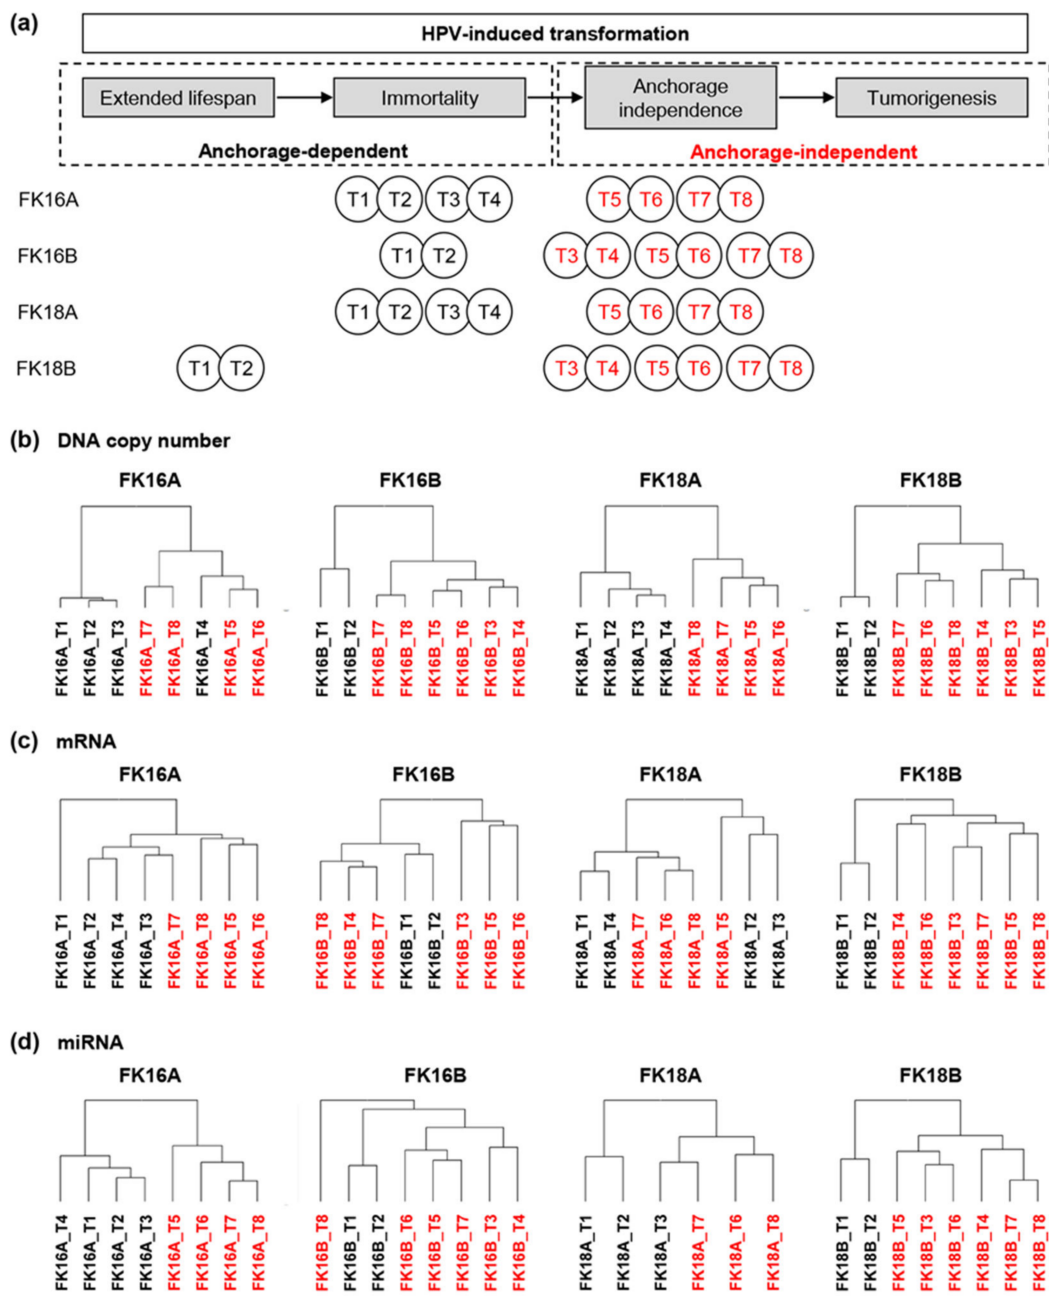 (a)
HPV-induced transformation
Extended lifespan
Immortality
Anchorage
independence
Tumorigenesis
Anchorage-dependent
Anchorage-independent
FK16A
T1 T2 T3 T4 T5 T6 T7 T8
FK16B
T1 T2 T3 T4 T5 T6 T7 T8
FK18A
T1 T2 T3 T4 T5 T6 T7 T8
FK18B
T1 T2 T3 T4 T5 T6 T7 T8
(b) DNA copy number
FK16A FK16B FK18A FK18B
FK16A_T1 FK16A_T2 FK16A_T3 FK16A_T7 FK16A_T8 FK16A_T4 FK16A_T5 FK16A_T6
FK16B_T1 FK16B_T2 FK16B_T7 FK16B_T8 FK16B_T5 FK16B_T6 FK16B_T3 FK16B_T4
FK18A_T1 FK18A_T2 FK18A_T3 FK18A_T4 FK18A_T8 FK18A_T7 FK18A_T5 FK18A_T6
FK18B_T1 FK18B_T2 FK18B_T7 FK18B_T6 FK18B_T8 FK18B_T4 FK18B_T3 FK18B_T5
(c) mRNA
FK16A FK16B FK18A FK18B
FK16A_T1 FK16A_T2 FK16A_T4 FK16A_T3 FK16A_T7 FK16A_T8 FK16A_T5 FK16A_T6
FK16B_T8 FK16B_T4 FK16B_T7 FK16B_T1 FK16B_T2 FK16B_T3 FK16B_T5 FK16B_T6
FK18A_T1 FK18A_T4 FK18A_T7 FK18A_T6 FK18A_T8 FK18A_T5 FK18A_T2 FK18A_T3
FK18B_T1 FK18B_T2 FK18B_T4 FK18B_T6 FK18B_T3 FK18B_T7 FK18B_T5 FK18B_T8
(d) miRNA
FK16A FK16B FK18A FK18B
FK16A_T4 FK16A_T1 FK16A_T2 FK16A_T3 FK16A_T5 FK16A_T6 FK16A_T7 FK16A_T8
FK16B_T8 FK16B_T1 FK16B_T2 FK16B_T6 FK16B_T5 FK16B_T7 FK16B_T3 FK16B_T4
FK18A_T1 FK18A_T2 FK18A_T3 FK18A_T7 FK18A_T6 FK18A_T8
FK18B_T1 FK18B_T2 FK18B_T5 FK18B_T3 FK18B_T6 FK18B_T4 FK18B_T7 FK18B_T8